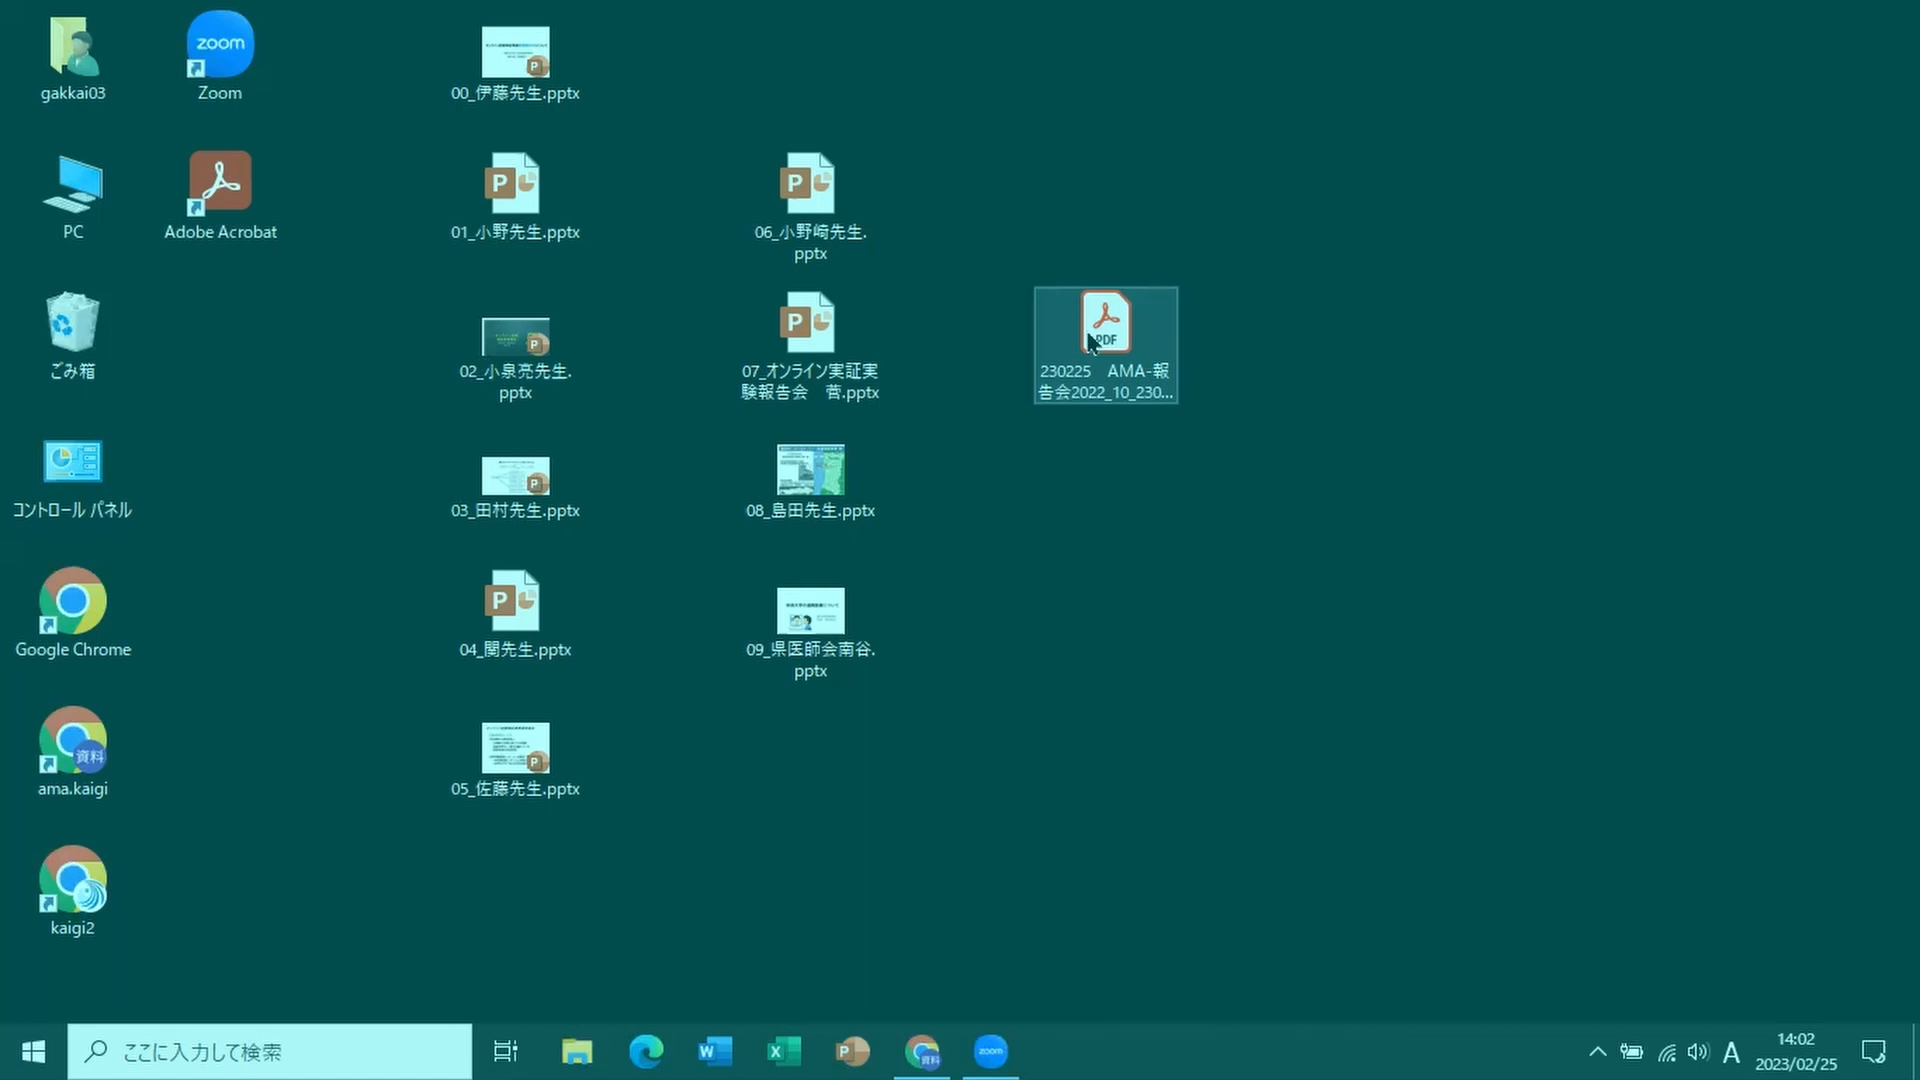 gakkai03
zoom
Zoom
00_伊藤先生.pptx
PC
Adobe Acrobat
P
01_小野先生.pptx
P
06_小野崎先生.
pptx
ごみ箱
P
02_小泉亮先生.
pptx
P
07_オンライン実証実
験報告会　菅.pptx
PDF
230225　AMA-報
告会2022_10_230...
コントロール パネル
P
03_田村先生.pptx
08_島田先生.pptx
Google Chrome
P
04_関先生.pptx
09_県医師会南谷.
pptx
資料
ama.kaigi
P
05_佐藤先生.pptx
kaigi2
ここに入力して検索
W
X
P
資料
zoom
A
14:02
2023/02/25